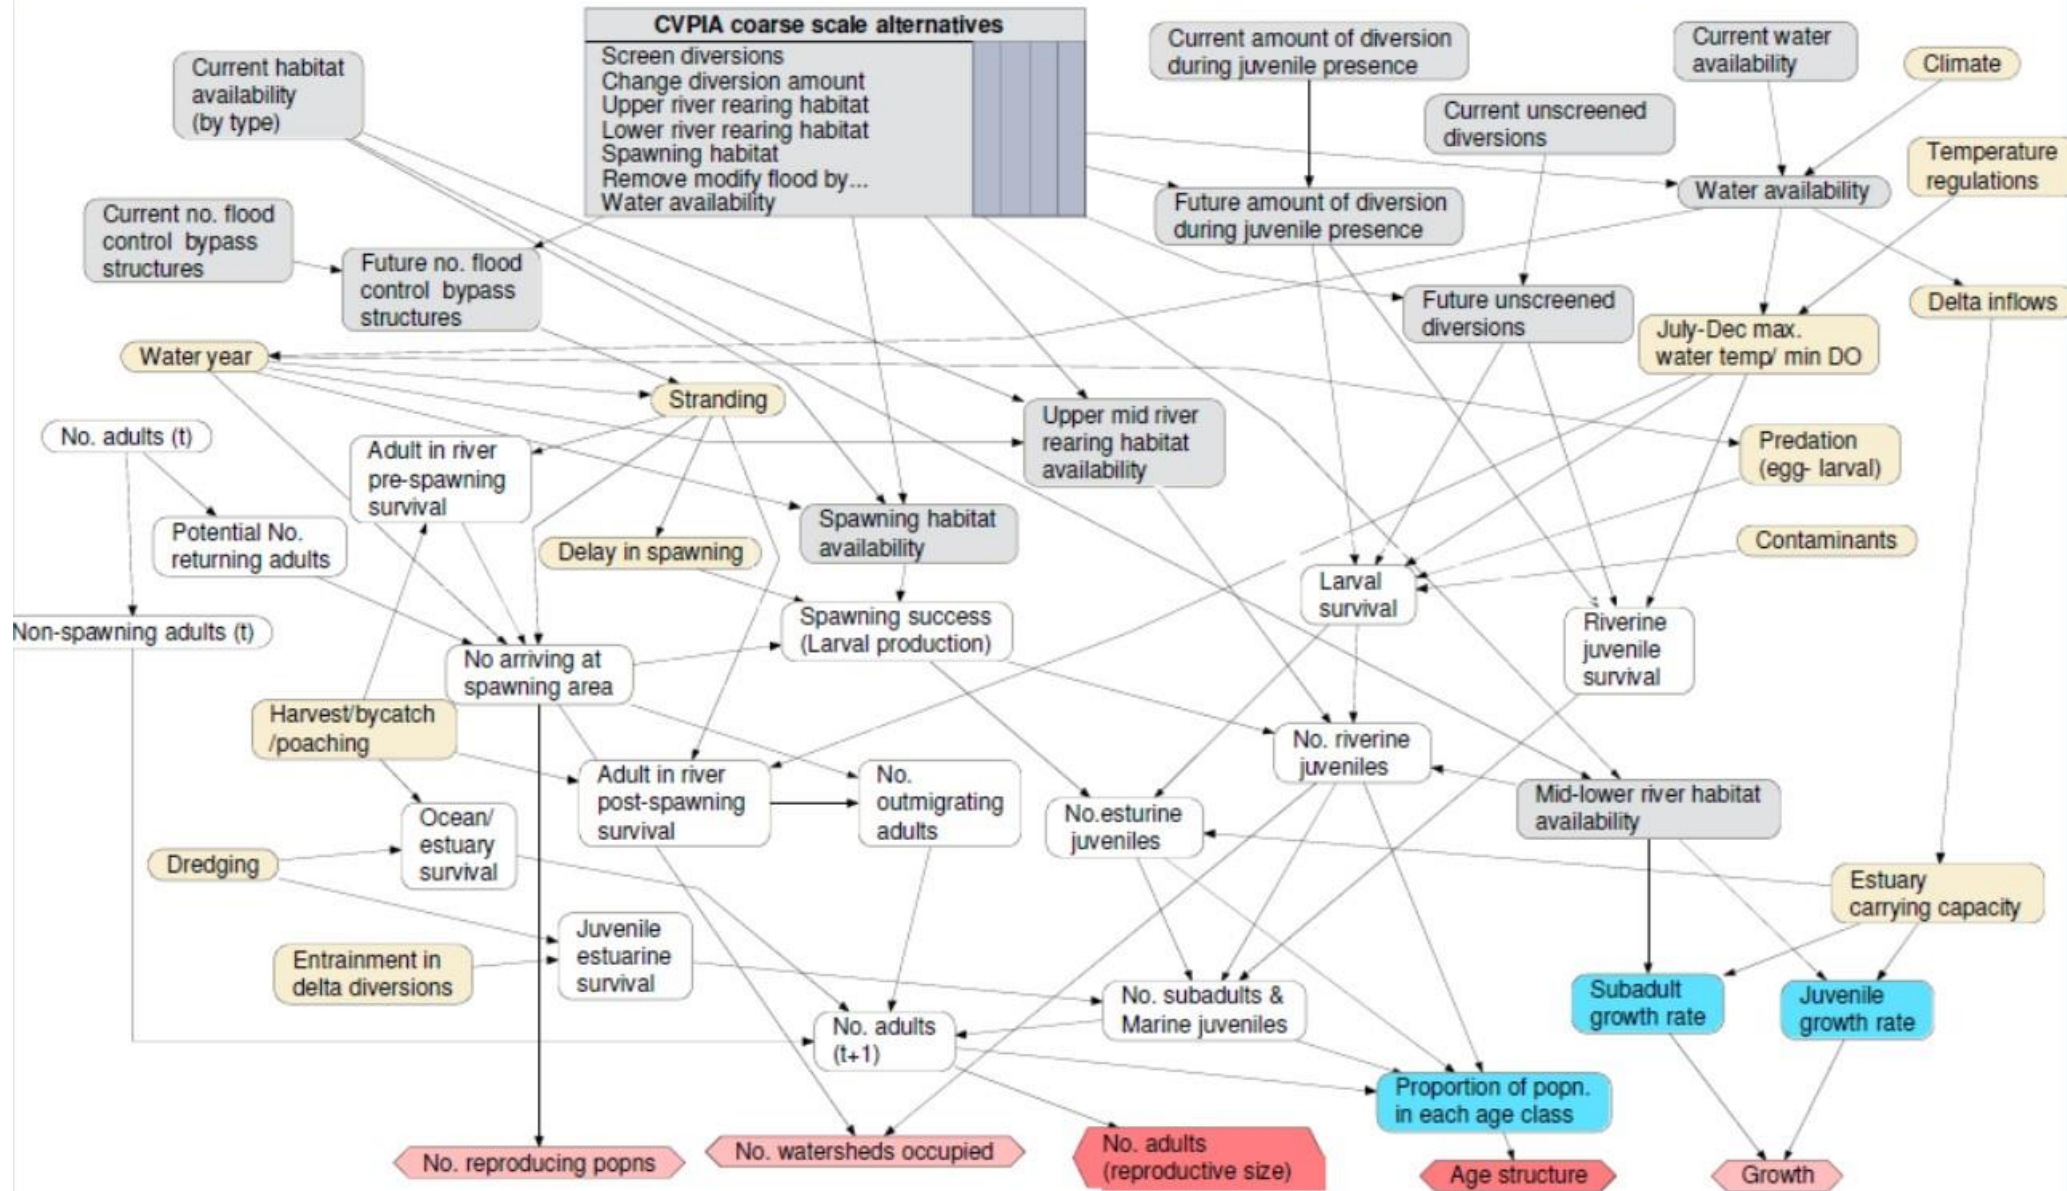 CVPIA coarse scale alternatives
Screen diversions
Change diversion amount
Upper river rearing habitat
Lower river rearing habitat
Spawning habitat
Remove modify flood by...
Water availability
Current habitat
availability
(by type)
Current amount of diversion
during juvenile presence
Current water
availability
Climate
Current unscreened
diversions
Temperature
regulations
Water availability
Future amount of diversion
during juvenile presence
Current no. flood
control bypass
structures
Future no. flood
control bypass
structures
Future unscreened
diversions
Delta inflows
July-Dec max.
water temp/ min DO
Water year
Stranding
Upper mid river
rearing habitat
availability
Predation
(egg- larval)
No. adults (t)
Adult in river
pre-spawning
survival
Potential No.
returning adults
Delay in spawning
Spawning habitat
availability
Contaminants
Larval
survival
Non-spawning adults (t)
Spawning success
(Larval production)
Riverine
juvenile
survival
No arriving at
spawning area
Harvest/bycatch
/poaching
No. riverine
juveniles
Adult in river
post-spawning
survival
No.
outmigrating
adults
No.esturine
juveniles
Mid-lower river habitat
availability
Ocean/
estuary
survival
Dredging
Estuary
carrying capacity
Juvenile
estuarine
survival
Entrainment in
delta diversions
No. subadults &
Marine juveniles
Subadult
growth rate
Juvenile
growth rate
No. adults
(t+1)
Proportion of popn.
in each age class
No. reproducing popns
No. watersheds occupied
No. adults
(reproductive size)
Age structure
Growth